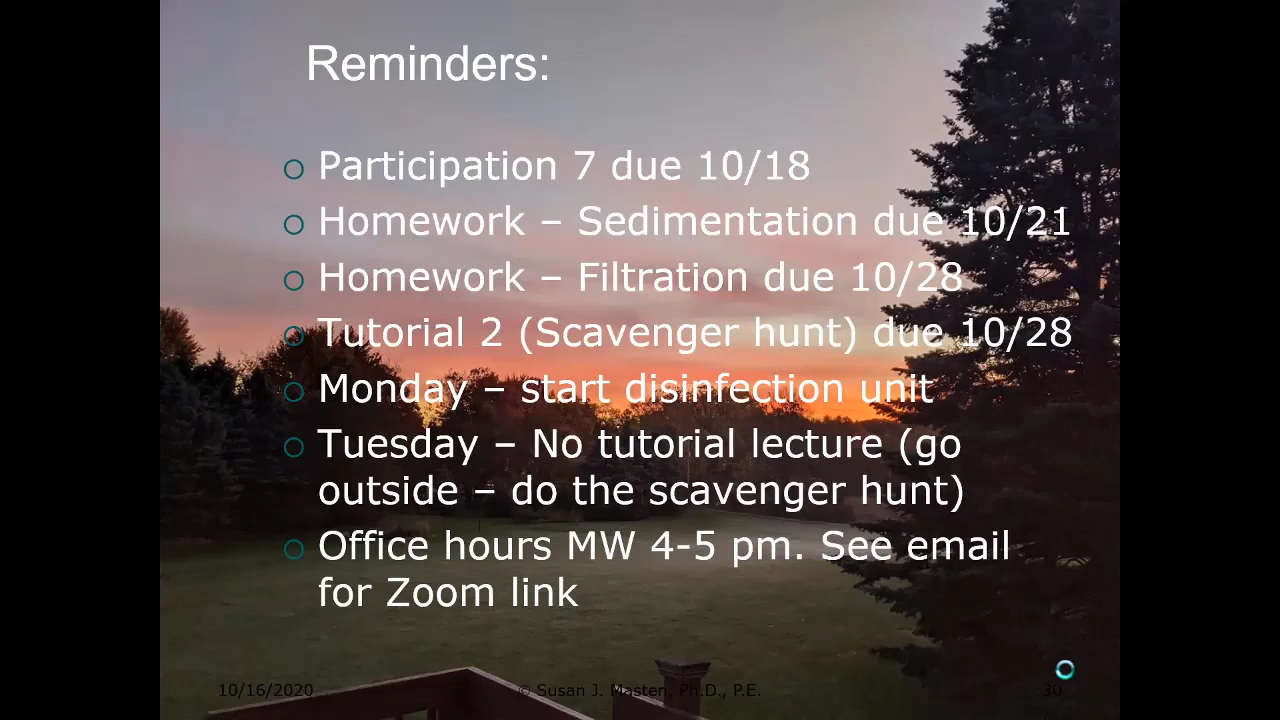 Reminders:
Participation 7 due 10/18
Homework – Sedimentation due 10/21
Homework – Filtration due 10/28
Tutorial 2 (Scavenger hunt) due 10/28
Monday – start disinfection unit
Tuesday – No tutorial lecture (go
outside – do the scavenger hunt)
Office hours MW 4-5 pm. See email
for Zoom link
10/16/2020
© Susan J. Masten, Ph.D., P.E.
30